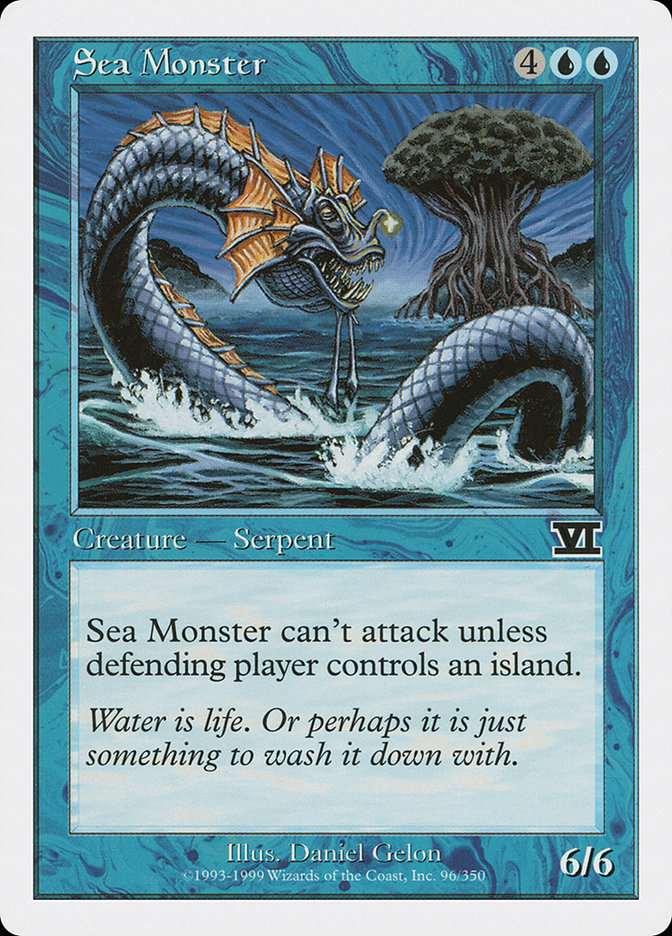 Sea Monster 4
Creature — Serpent VI
Sea Monster can't attack unless
defending player controls an island.
Water is life. Or perhaps it is just
something to wash it down with.
Illus. Daniel Gelon
©1993-1999 Wizards of the Coast, Inc. 96/350
6/6